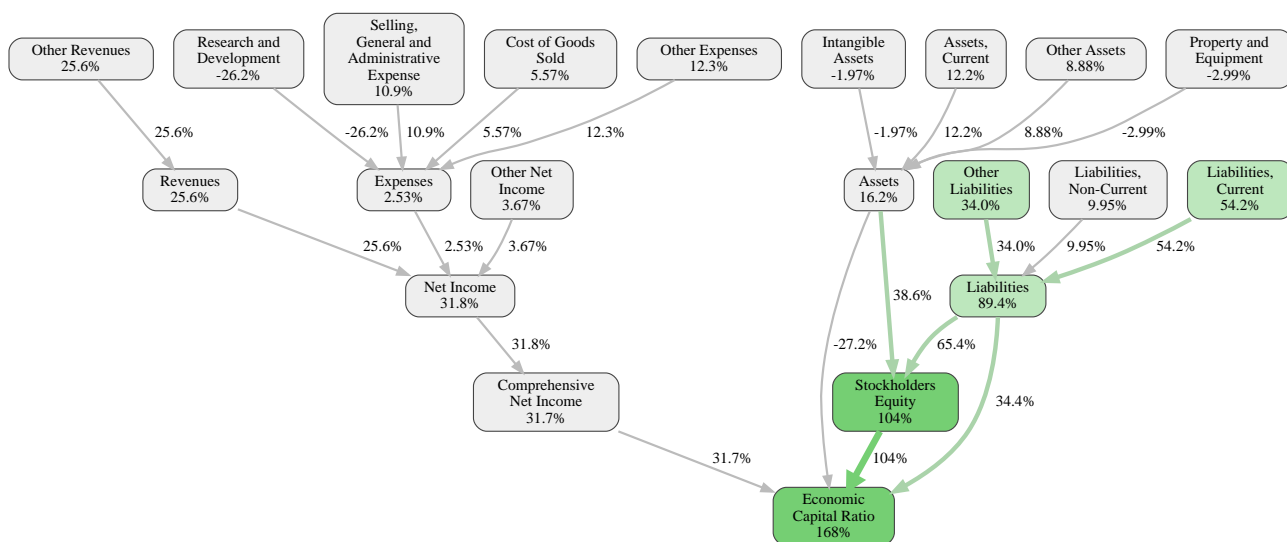 Other Revenues
25.6%
Research and
Development
-26.2%
Selling,
General and
Administrative
Expense
10.9%
Cost of Goods
Sold
5.57%
Other Expenses
12.3%
Intangible
Assets
-1.97%
Assets,
Current
12.2%
Other Assets
8.88%
Property and
Equipment
-2.99%
25.6%
-26.2%
10.9%
5.57%
12.3%
-1.97%
12.2%
8.88%
-2.99%
Revenues
25.6%
Expenses
2.53%
Other Net
Income
3.67%
Assets
16.2%
Other
Liabilities
34.0%
Liabilities,
Non-Current
9.95%
Liabilities,
Current
54.2%
25.6%
2.53%
3.67%
34.0%
9.95%
54.2%
Net Income
31.8%
38.6%
Liabilities
89.4%
31.8%
-27.2%
65.4%
Comprehensive
Net Income
31.7%
Stockholders
Equity
104%
34.4%
31.7%
104%
Economic
Capital Ratio
168%